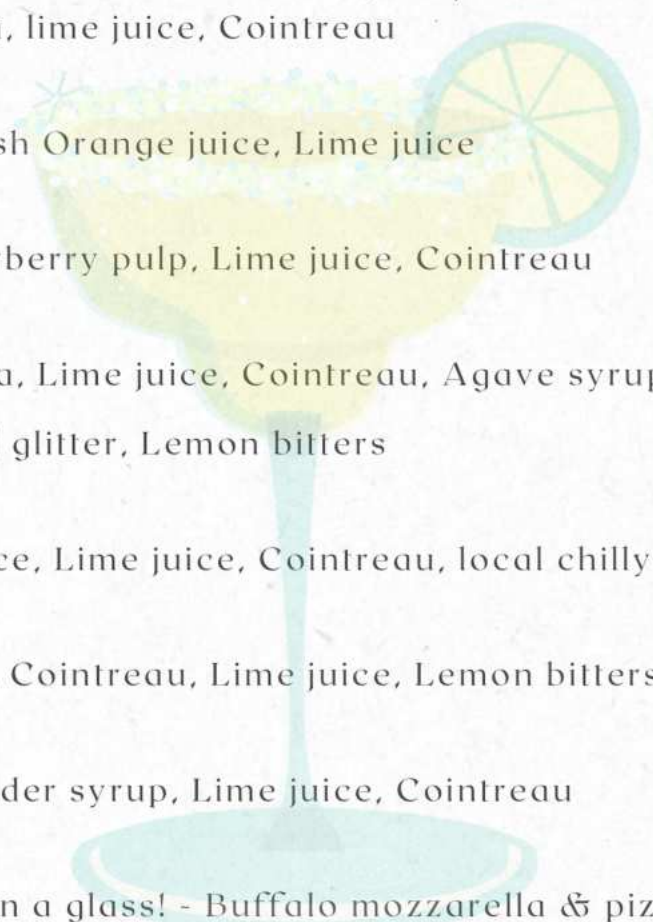 , lime juice, Cointreau
sh Orange juice, Lime juice
berry pulp, Lime juice, Cointreau
a, Lime juice, Cointreau, Agave syrup
glitter, Lemon bitters
ce, Lime juice, Cointreau, local chilly
Cointreau, Lime juice, Lemon bitters
der syrup, Lime juice, Cointreau
n a glass! - Buffalo mozzarella & piz